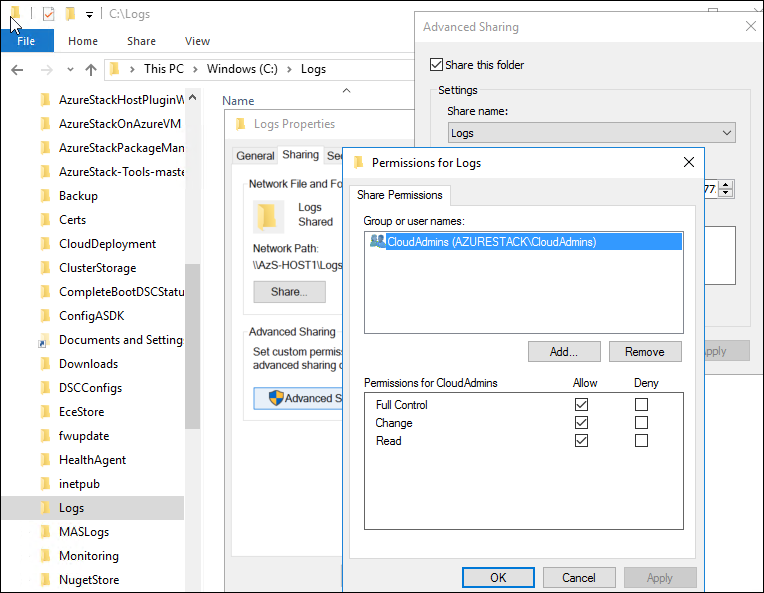 C:\Logs
File Home Share View
This PC > Windows (C:) > Logs
AzureStackHostPluginW
AzureStackOnAzureVM
AzureStackPackageMan
AzureStack-Tools-maste
Backup
Certs
CloudDeployment
ClusterStorage
CompleteBootDSCStatu
ConfigASDK
Documents and Settings
Downloads
DSCConfigs
EceStore
fwupdate
HealthAgent
inetpub
Logs
MASLogs
Monitoring
NugetStore
Name
Logs Properties
General Sharing Se
Network File and Fo
Logs
Shared
Network Path:
\\AzS-HOST1\Logs
Share...
Advanced Sharing
Set custom permis
advanced sharing o
Advanced S
Advanced Sharing
Share this folder
Settings
Share name:
Logs
77
pply
Permissions for Logs
Share Permissions
Group or user names:
CloudAdmins (AZURESTACK\CloudAdmins)
Add... Remove
Permissions for CloudAdmins Allow Deny
Full Control
Change
Read
OK Cancel Apply